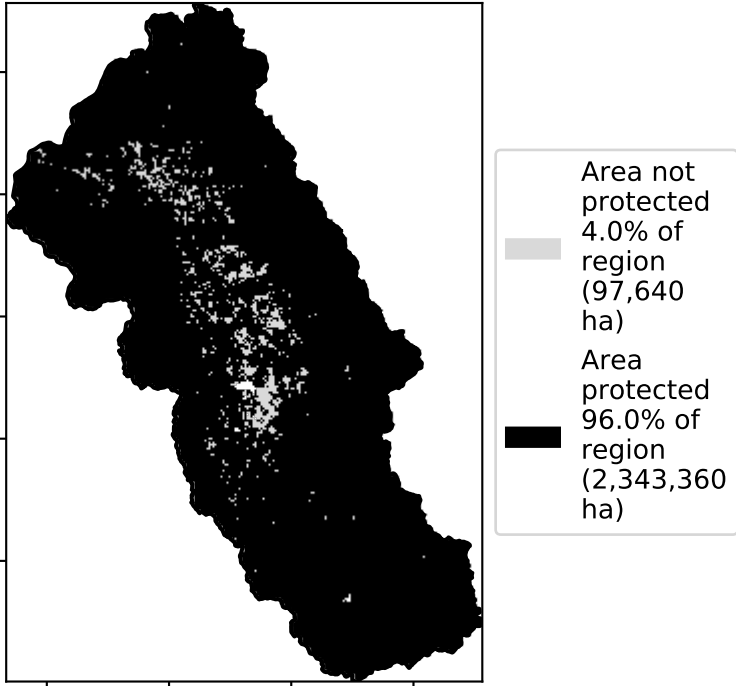 Area not
protected
4.0% of
region
(97,640
ha)
Area
protected
96.0% of
region
(2,343,360
ha)